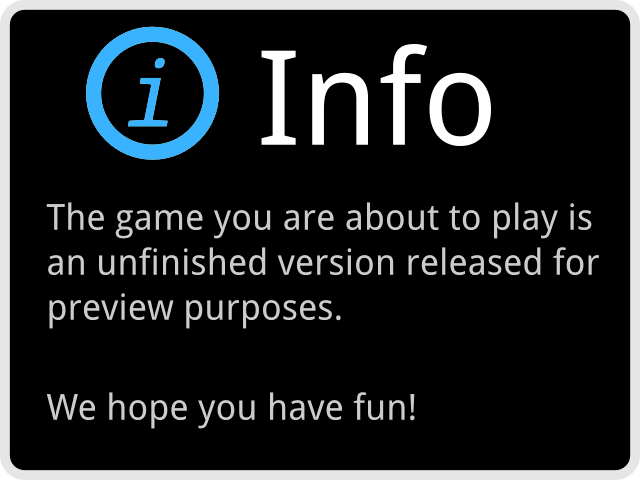 i Info
The game you are about to play is
an unfinished version released for
preview purposes.
We hope you have fun!